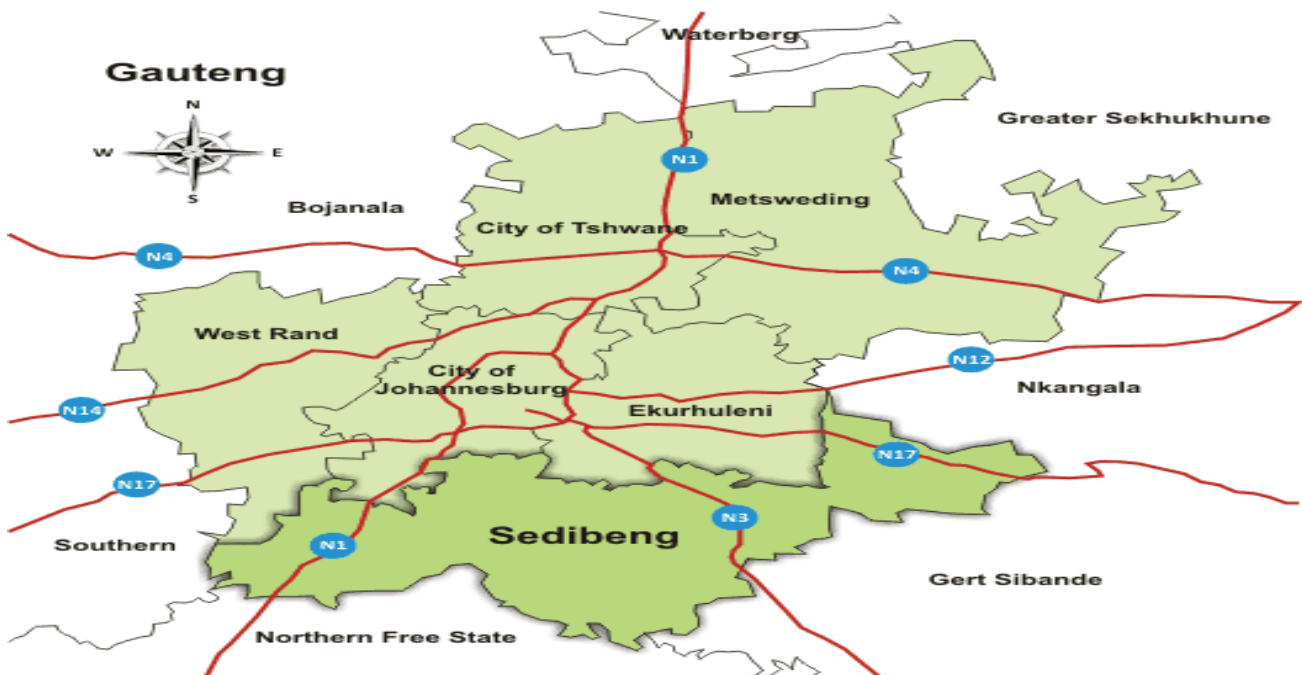 Waterberg
Gauteng
N
W
E
S
Greater Sekhukhune
N1
Bojanala
Metsweding
City of Tshwane
N4
N4
West Rand
N12
City of
Johannesburg
Nkangala
N14
Ekurhuleni
N17
N17
N3
Southern
N1
Sedibeng
Gert Sibande
Northern Free State